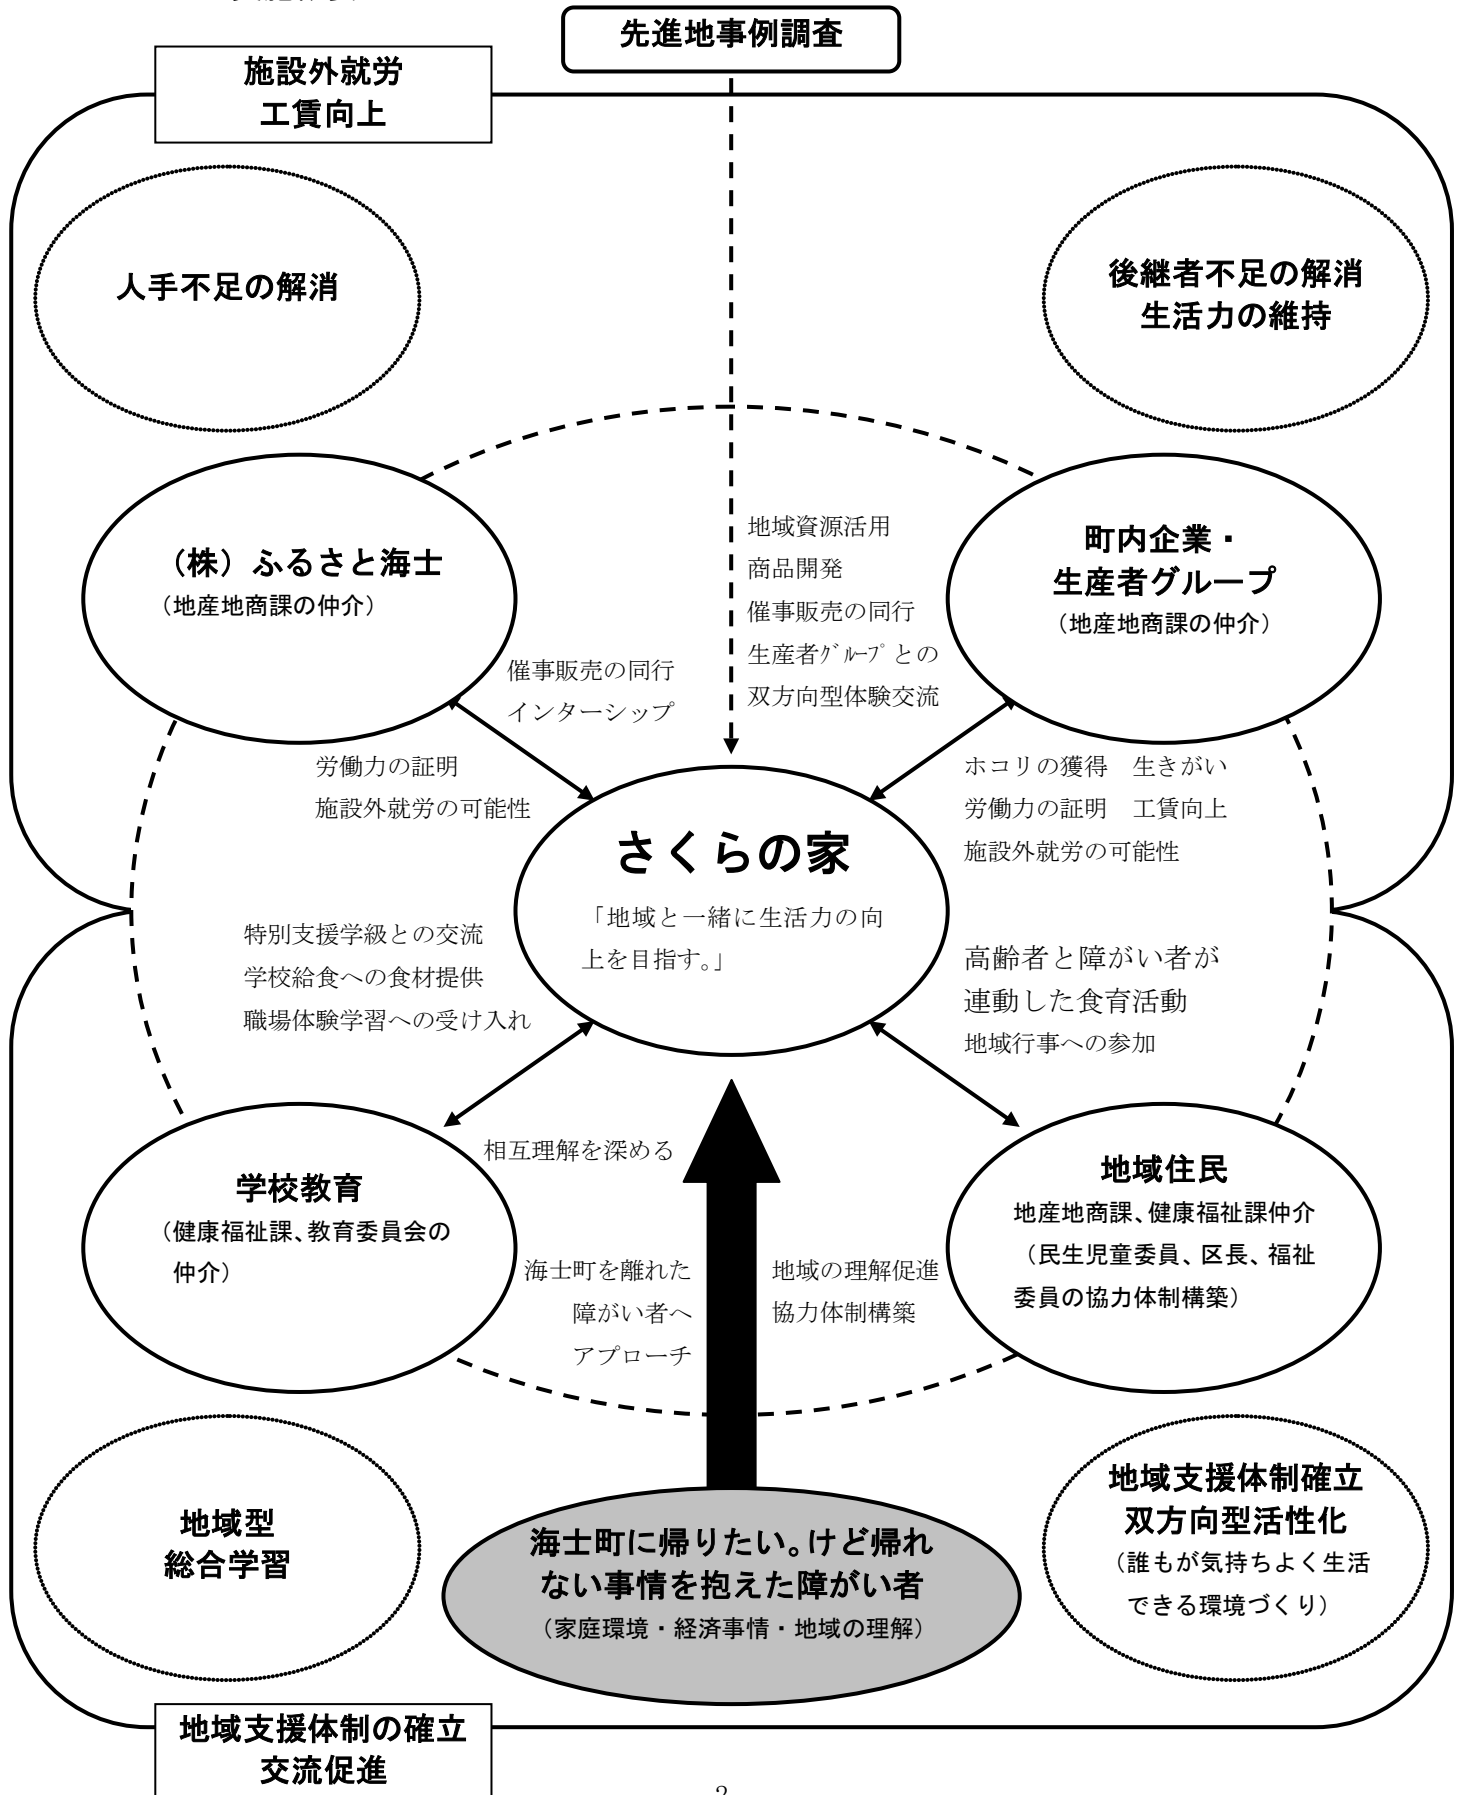 先進地事例調査
施設外就労
工賃向上
人手不足の解消
後継者不足の解消
生活力の維持
（株）ふるさと海士
（地産地商課の仲介）
地域資源活用
商品開発
催事販売の同行
生産者ｸﾞﾙｰﾌﾟとの
双方向型体験交流
町内企業・
生産者グループ
（地産地商課の仲介）
催事販売の同行
インターシップ
労働力の証明
施設外就労の可能性
ホコリの獲得　生きがい
労働力の証明　工賃向上
施設外就労の可能性
さくらの家
「地域と一緒に生活力の向
上を目指す。」
特別支援学級との交流
学校給食への食材提供
職場体験学習への受け入れ
高齢者と障がい者が
連動した食育活動
地域行事への参加
相互理解を深める
学校教育
（健康福祉課、教育委員会の
仲介）
地域住民
地産地商課、健康福祉課仲介
（民生児童委員、区長、福祉
委員の協力体制構築）
海士町を離れた
障がい者へ
アプローチ
地域の理解促進
協力体制構築
地域型
総合学習
海士町に帰りたい。けど帰れ
ない事情を抱えた障がい者
（家庭環境・経済事情・地域の理解）
地域支援体制確立
双方向型活性化
（誰もが気持ちよく生活
できる環境づくり）
地域支援体制の確立
交流促進